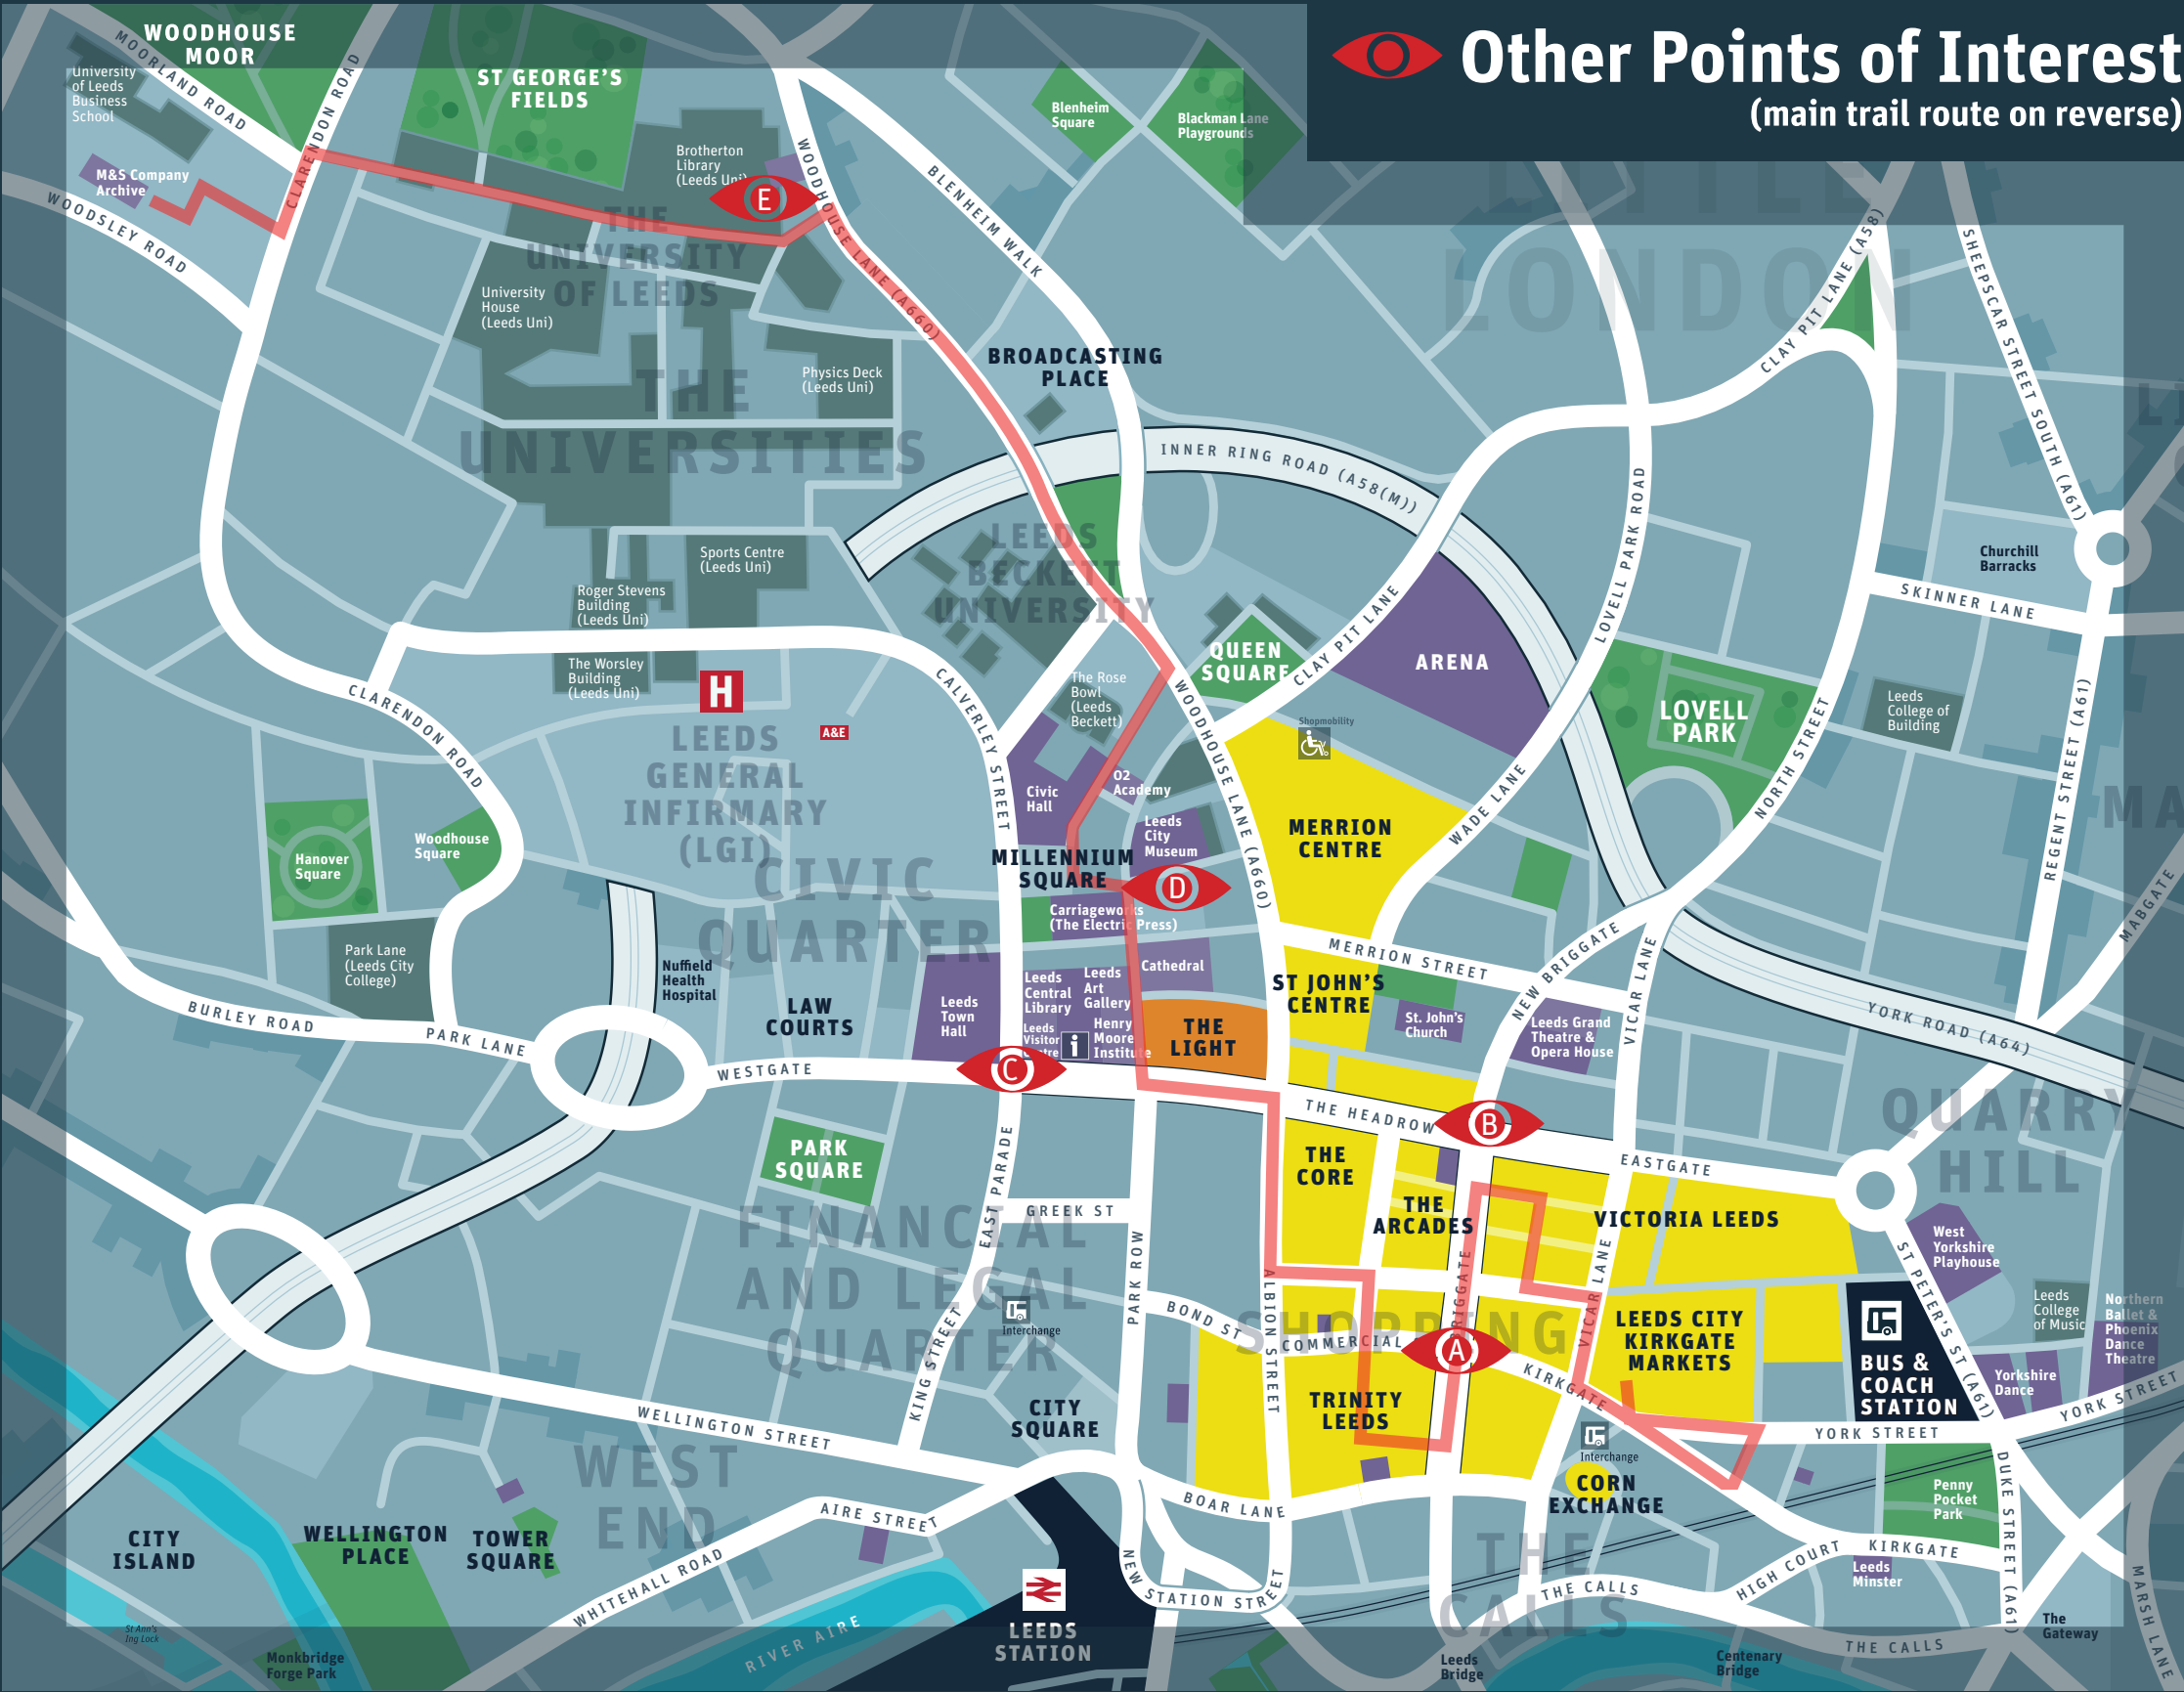 Other Points of Interest
(main trail route on reverse)
WOODHOUSE
MOOR
MOORLAND ROAD
University
of Leeds
Business
School
CLARENDON ROAD
ST GEORGE'S
FIELDS
M&S Company
Archive
WOODSLEY ROAD
Brotherton
Library
(Leeds Uni)
E
WOODHOUSE LANE (A660)
BLENHEIM WALK
Blenheim
Square
Blackman Lane
Playgrounds
LITTLE
LONDON
CLAY PIT LANE (A58)
SHEEPSCAR STREET SOUTH (A61)
THE
UNIVERSITY
OF LEEDS
University
House
(Leeds Uni)
Physics Deck
(Leeds Uni)
BROADCASTING
PLACE
THE
UNIVERSITIES
INNER RING ROAD (A58(M))
LEEDS
BECKETT
UNIVERSITY
Sports Centre
(Leeds Uni)
Roger Stevens
Building
(Leeds Uni)
The Worsley
Building
(Leeds Uni)
H
A&E
LEEDS
GENERAL
INFIRMARY
(LGI)
CLARENDON ROAD
CALVERLEY STREET
The Rose
Bowl
(Leeds
Beckett)
QUEEN
SQUARE
CLAY PIT LANE
ARENA
LOVELL PARK ROAD
LOVELL
PARK
NORTH STREET
Churchill
Barracks
SKINNER LANE
Leeds
College of
Building
REGENT STREET (A61)
MABGATE
MA
Shopmobility
WOODHOUSE LANE (A660)
MERRION
CENTRE
WADE LANE
Civic
Hall
O2
Academy
Leeds
City
Museum
MILLENNIUM
SQUARE
D
Carriageworks
(The Electric Press)
Hanover
Square
Woodhouse
Square
CIVIC
QUARTER
Park Lane
(Leeds City
College)
Nuffield
Health
Hospital
LAW
COURTS
Leeds
Town
Hall
Leeds
Central
Library
Leeds
Art
Gallery
Cathedral
Leeds
Visitor
Centre
i
Henry
Moore
Institute
THE
LIGHT
ST JOHN'S
CENTRE
MERRION STREET
St. John's
Church
NEW BRIGGATE
Leeds Grand
Theatre &
Opera House
VICAR LANE
YORK ROAD (A64)
BURLEY ROAD
PARK LANE
WESTGATE
C
THE HEADROW
B
EASTGATE
QUARRY
HILL
PARK
SQUARE
EAST PARADE
GREEK ST
PARK ROW
FINANCIAL
AND LEGAL
QUARTER
THE
CORE
THE
ARCADES
VICTORIA LEEDS
West
Yorkshire
Playhouse
ST PETER'S ST (A61)
Leeds
College
of Music
Northern
Ballet &
Phoenix
Dance
Theatre
Yorkshire
Dance
BOND ST
ALBION STREET
SHOPPING
COMMERCIAL
BRIGGATE
A
KIRKGATE
VICAR LANE
LEEDS CITY
KIRKGATE
MARKETS
BUS &
COACH
STATION
Interchange
KING STREET
CITY
SQUARE
TRINITY
LEEDS
Interchange
CORN
EXCHANGE
YORK STREET
YORK STREET
WELLINGTON STREET
WEST
END
AIRE STREET
WHITEHALL ROAD
BOAR LANE
NEW STATION STREET
THE
CALLS
THE CALLS
HIGH COURT
KIRKGATE
Penny
Pocket
Park
Leeds
Minster
DUKE STREET (A61)
MARSH LANE
CITY
ISLAND
WELLINGTON
PLACE
TOWER
SQUARE
St Ann's
Ing Lock
Monkbridge
Forge Park
RIVER AIRE
LEEDS
STATION
Leeds
Bridge
Centenary
Bridge
THE CALLS
The
Gateway